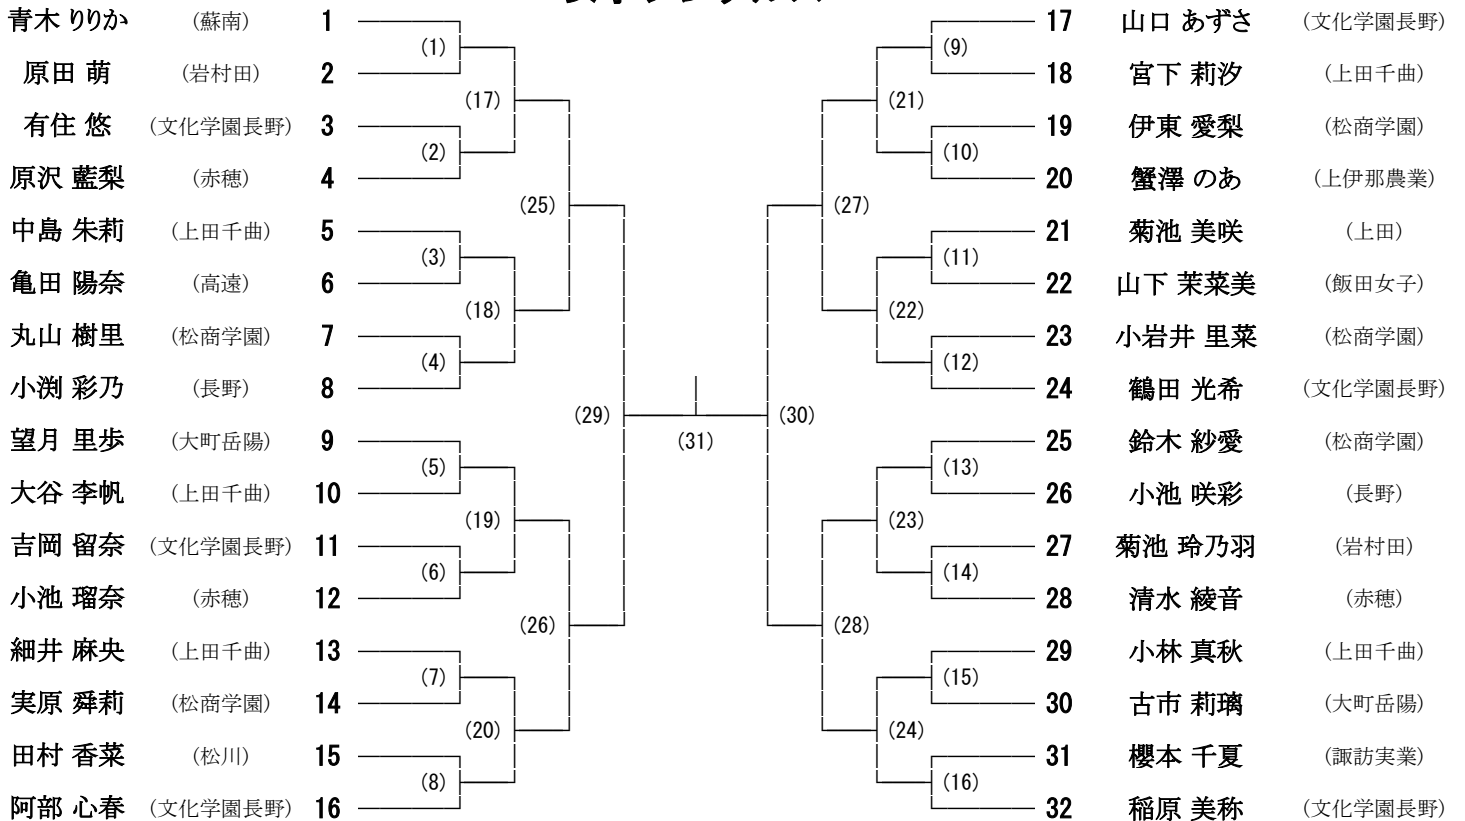 青木 りりか (蘇南) 1
(1)
原田 萌 (岩村田) 2
(17)
有住 悠 (文化学園長野) 3
(2)
原沢 藍梨 (赤穂) 4
(25)
中島 朱莉 (上田千曲) 5
(3)
亀田 陽奈 (高遠) 6
(18)
丸山 樹里 (松商学園) 7
(4)
小渕 彩乃 (長野) 8
(29)
望月 里歩 (大町岳陽) 9
(5)
大谷 李帆 (上田千曲) 10
(19)
吉岡 留奈 (文化学園長野) 11
(6)
小池 瑠奈 (赤穂) 12
(26)
細井 麻央 (上田千曲) 13
(7)
実原 舜莉 (松商学園) 14
(20)
田村 香菜 (松川) 15
(8)
阿部 心春 (文化学園長野) 16
(31)
17 山口 あずさ (文化学園長野)
(9)
18 宮下 莉汐 (上田千曲)
(21)
19 伊東 愛梨 (松商学園)
(10)
20 蟹澤 のあ (上伊那農業)
(27)
21 菊池 美咲 (上田)
(11)
22 山下 茉菜美 (飯田女子)
(22)
23 小岩井 里菜 (松商学園)
(12)
24 鶴田 光希 (文化学園長野)
(30)
25 鈴木 紗愛 (松商学園)
(13)
26 小池 咲彩 (長野)
(23)
27 菊池 玲乃羽 (岩村田)
(14)
28 清水 綾音 (赤穂)
(28)
29 小林 真秋 (上田千曲)
(15)
30 古市 莉璃 (大町岳陽)
(24)
31 櫻本 千夏 (諏訪実業)
(16)
32 稲原 美称 (文化学園長野)